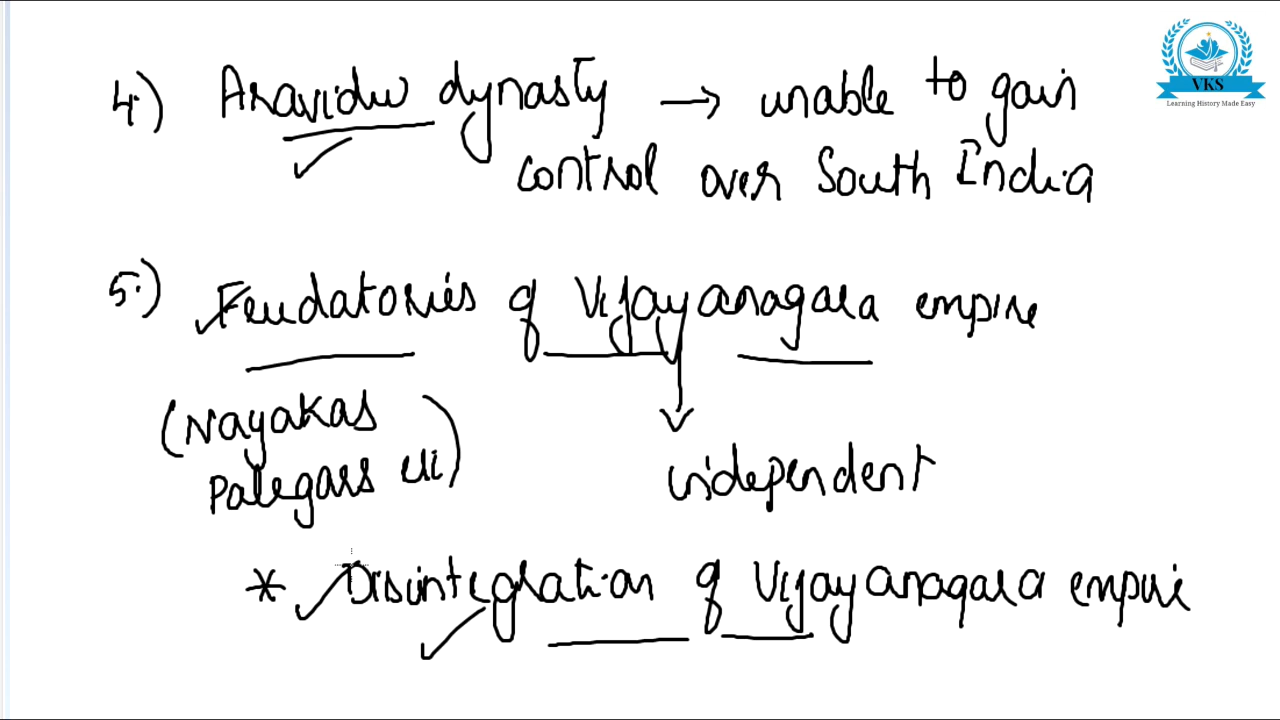 VKS
Learning History Made Easy
4.) Aravidu dynasty → unable to gain
control over South India
5.) Feudatories of Vijayanagara empire
(Nayakas
Palegars etc)
independent
* Disintegration of Vijayanagara empire